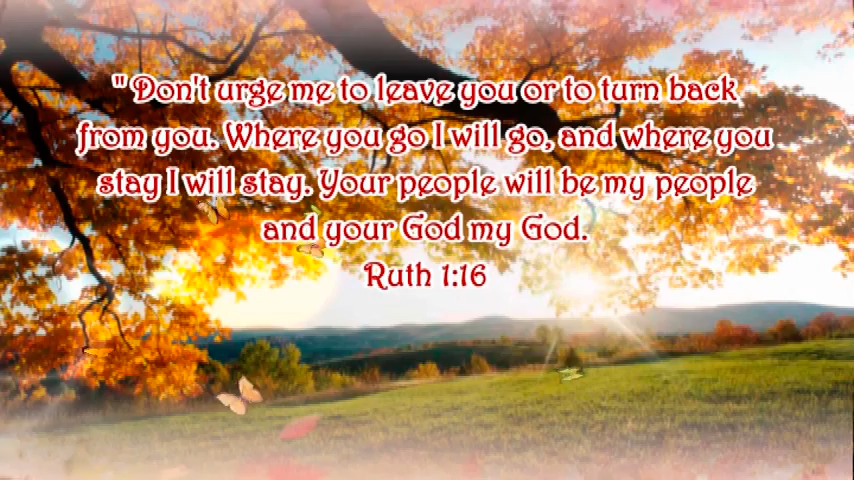 "Don't urge me to leave you or to turn back
from you. Where you go I will go, and where you
stay I will stay. Your people will be my people
and your God my God.
Ruth 1:16